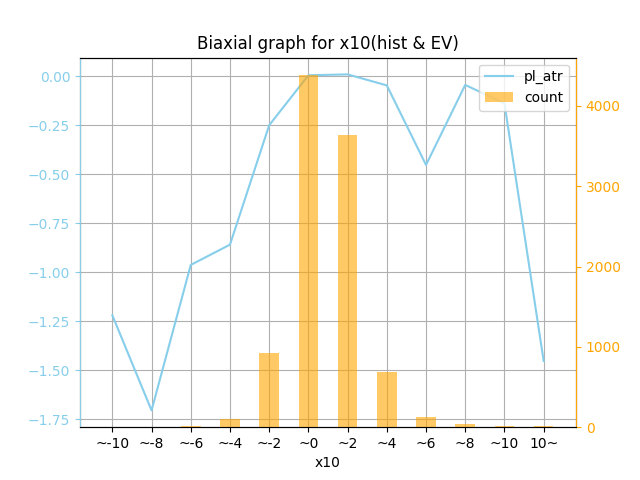 Biaxial graph for x10(hist & EV)
pl_atr
count
0.00
−0.25
−0.50
−0.75
−1.00
−1.25
−1.50
−1.75
4000
3000
2000
1000
0
~-10 ~-8 ~-6 ~-4 ~-2 ~0 ~2 ~4 ~6 ~8 ~10 10~
x10